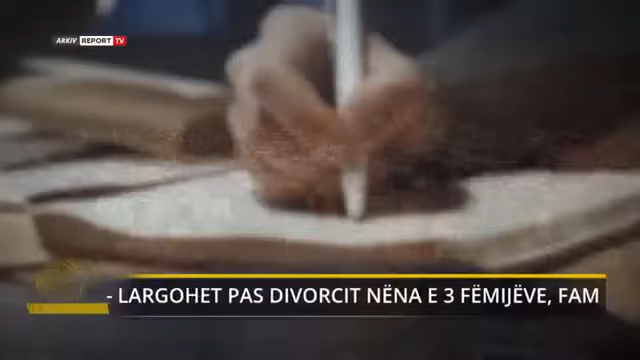 ARKIV REPORT TV
- LARGOHET PAS DIVORCIT NËNA E 3 FËMIJËVE, FAM